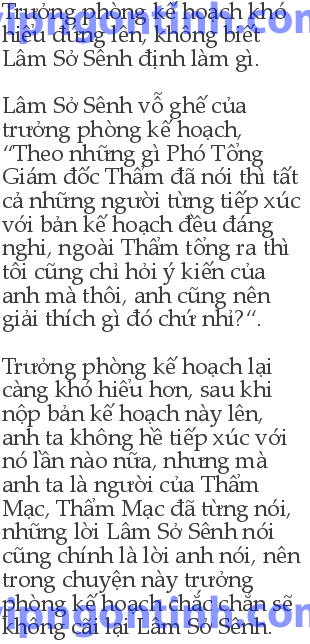 Trưởng phòng kế hoạch khó
hiểu đứng lên, không biết
Lâm Sở Sênh định làm gì.
Lâm Sở Sênh vỗ ghế của
trưởng phòng kế hoạch,
“Theo những gì Phó Tổng
Giám đốc Thẩm đã nói thì tất
cả những người từng tiếp xúc
với bản kế hoạch đều đáng
nghi, ngoài Thẩm tổng ra thì
tôi cũng chỉ hỏi ý kiến của
anh mà thôi, anh cũng nên
giải thích gì đó chứ nhỉ?“.
Trưởng phòng kế hoạch lại
càng khó hiểu hơn, sau khi
nộp bản kế hoạch này lên,
anh ta không hề tiếp xúc với
nó lần nào nữa, nhưng mà
anh ta là người của Thẩm
Mạc, Thẩm Mạc đã từng nói,
những lời Lâm Sở Sênh nói
cũng chính là lời anh nói, nên
trong chuyện này trưởng
phòng kế hoạch chắc chắn sẽ
không cãi lại Lâm Sở Sênh.
vipngontinh.com
vipngontinh.com